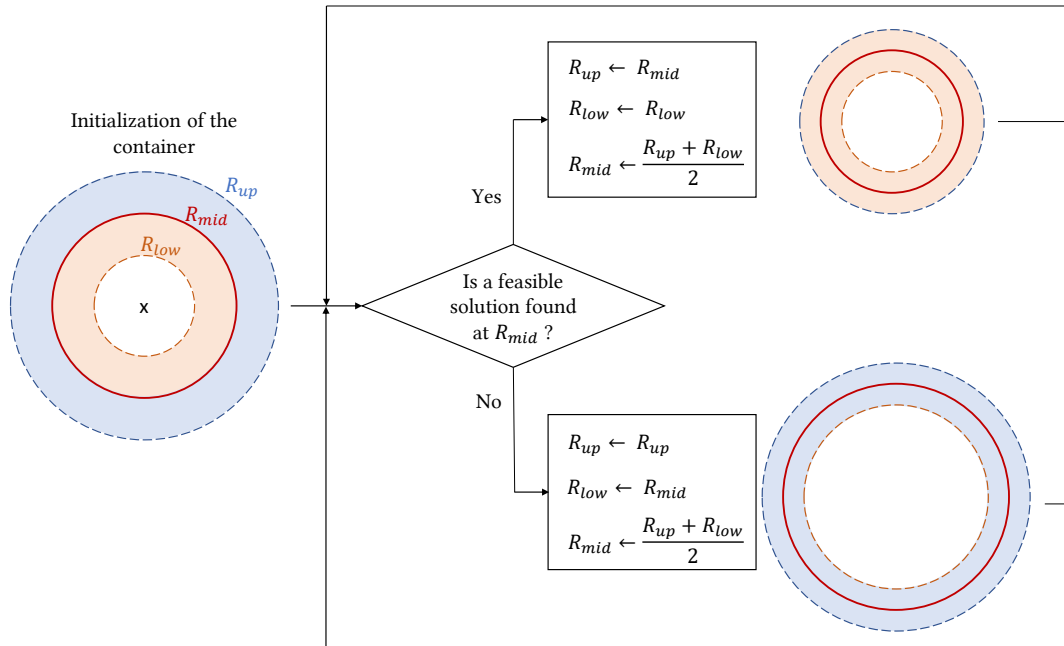 Initialization of the
container
R_up
R_mid
R_low
x
Is a feasible
solution found
at R_mid ?
Yes
R_up ← R_mid
R_low ← R_low
R_mid ← (R_up + R_low)/2
No
R_up ← R_up
R_low ← R_mid
R_mid ← (R_up + R_low)/2